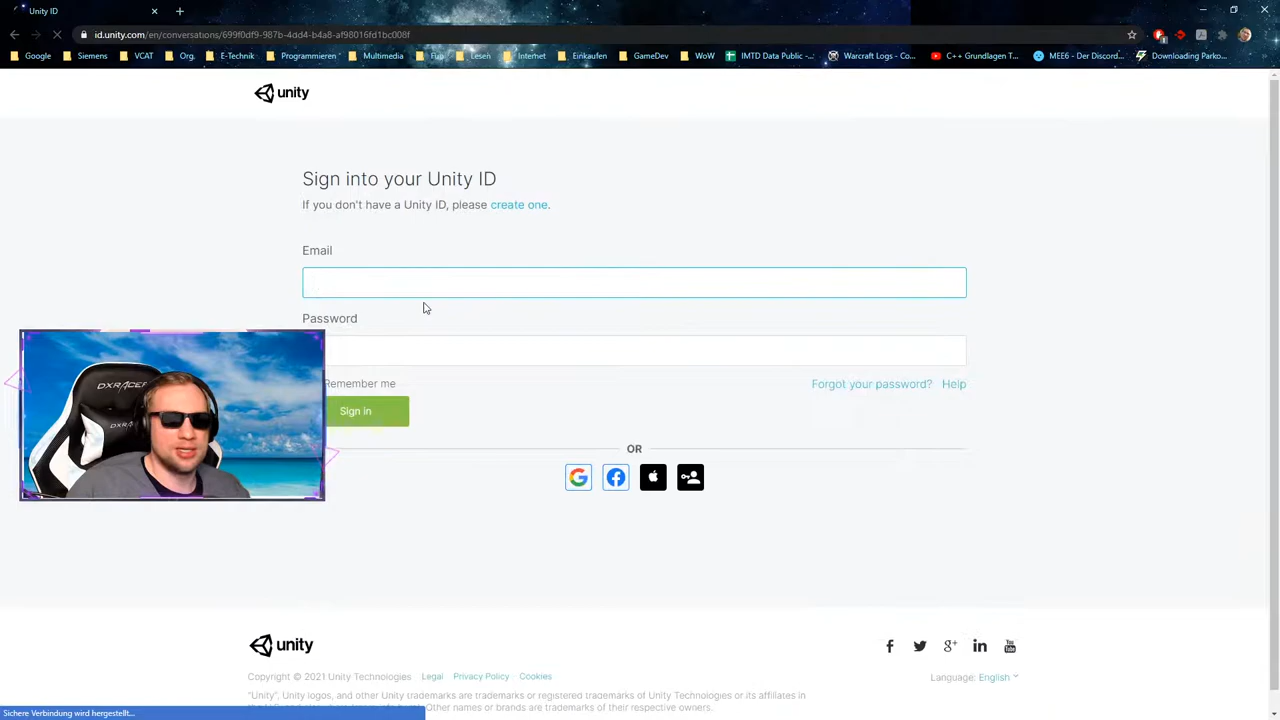 Unity ID
id.unity.com/en/conversations/699f0df9-987b-4dd4-b4a8-af98016fd1bc008f
Google Siemens VCAT Org. E-Technik Programmieren Multimedia Fun Lesen Internet Einkaufen GameDev WoW IMTD Data Public -... Warcraft Logs - Co... C++ Grundlagen T... MEE6 - Der Discord... Downloading Parko...
unity
Sign into your Unity ID
If you don't have a Unity ID, please create one.
Email
Password
Remember me Forgot your password? Help
Sign in
OR
DXRACER
DXRA
unity
Copyright © 2021 Unity Technologies Legal Privacy Policy Cookies
Language: English
"Unity", Unity logos, and other Unity trademarks are trademarks or registered trademarks of Unity Technologies or its affiliates in
Other names or brands are trademarks of their respective owners.
Sichere Verbindung wird hergestellt...